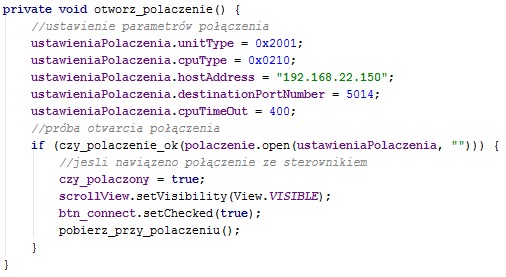 private void otworz_polaczenie() {
//ustawienie parametrów połączenia
ustawieniaPolaczenia.unitType = 0x2001;
ustawieniaPolaczenia.cpuType = 0x0210;
ustawieniaPolaczenia.hostAddress = "192.168.22.150";
ustawieniaPolaczenia.destinationPortNumber = 5014;
ustawieniaPolaczenia.cpuTimeOut = 400;
//próba otwarcia połączenia
if (czy_polaczenie_ok(polaczenie.open(ustawieniaPolaczenia, ""))) {
//jesli nawiązeno połączenie ze sterownikiem
czy_polaczony = true;
scrollView.setVisibility(View.VISIBLE);
btn_connect.setChecked(true);
pobierz_przy_polaczeniu();
}
}